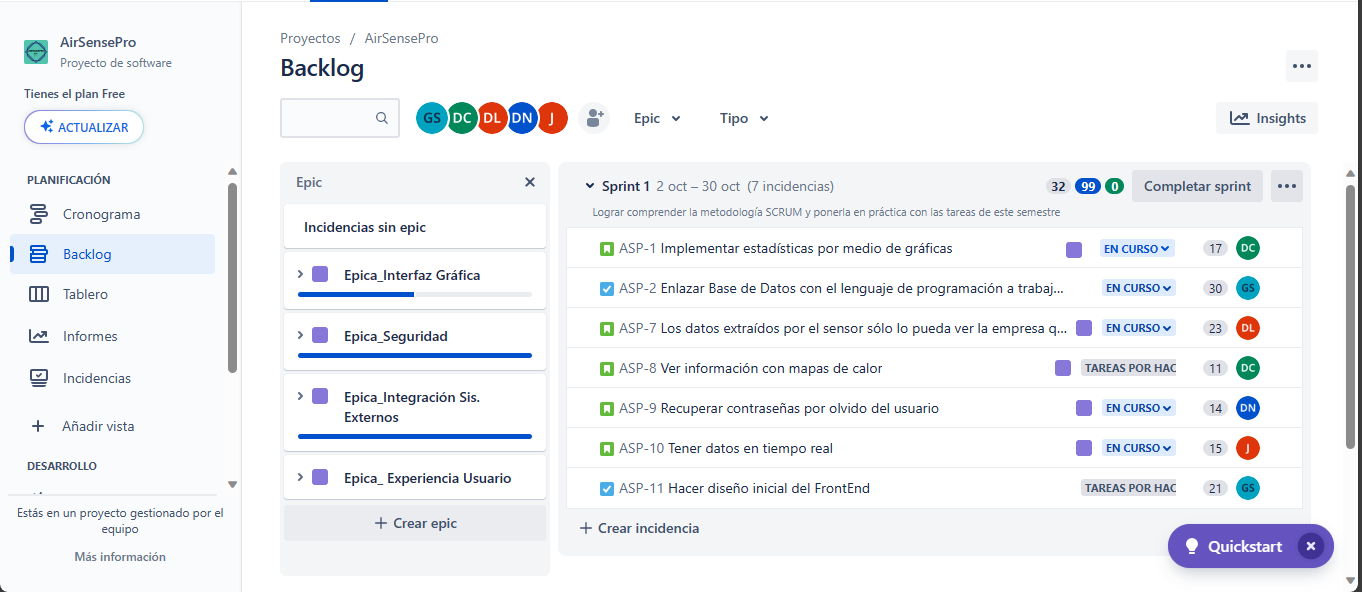 AirSensePro
Proyecto de software
Tienes el plan Free
ACTUALIZAR
PLANIFICACIÓN
Cronograma
Backlog
Tablero
Informes
Incidencias
Añadir vista
DESARROLLO
Estás en un proyecto gestionado por el
equipo
Más información
Proyectos / AirSensePro
Backlog
GS DC DL DN J
Epic
Tipo
Insights
Epic
Incidencias sin epic
Epica_Interfaz Gráfica
Epica_Seguridad
Epica_Integración Sis.
Externos
Epica_ Experiencia Usuario
+ Crear epic
Sprint 1 2 oct – 30 oct (7 incidencias) 32 99 0 Completar sprint
Lograr comprender la metodología SCRUM y ponerla en práctica con las tareas de este semestre
ASP-1 Implementar estadísticas por medio de gráficas EN CURSO 17 DC
ASP-2 Enlazar Base de Datos con el lenguaje de programación a trabaj... EN CURSO 30 GS
ASP-7 Los datos extraídos por el sensor sólo lo pueda ver la empresa q... EN CURSO 23 DL
ASP-8 Ver información con mapas de calor TAREAS POR HAC 11 DC
ASP-9 Recuperar contraseñas por olvido del usuario EN CURSO 14 DN
ASP-10 Tener datos en tiempo real EN CURSO 15 J
ASP-11 Hacer diseño inicial del FrontEnd TAREAS POR HAC 21 GS
+ Crear incidencia
Quickstart